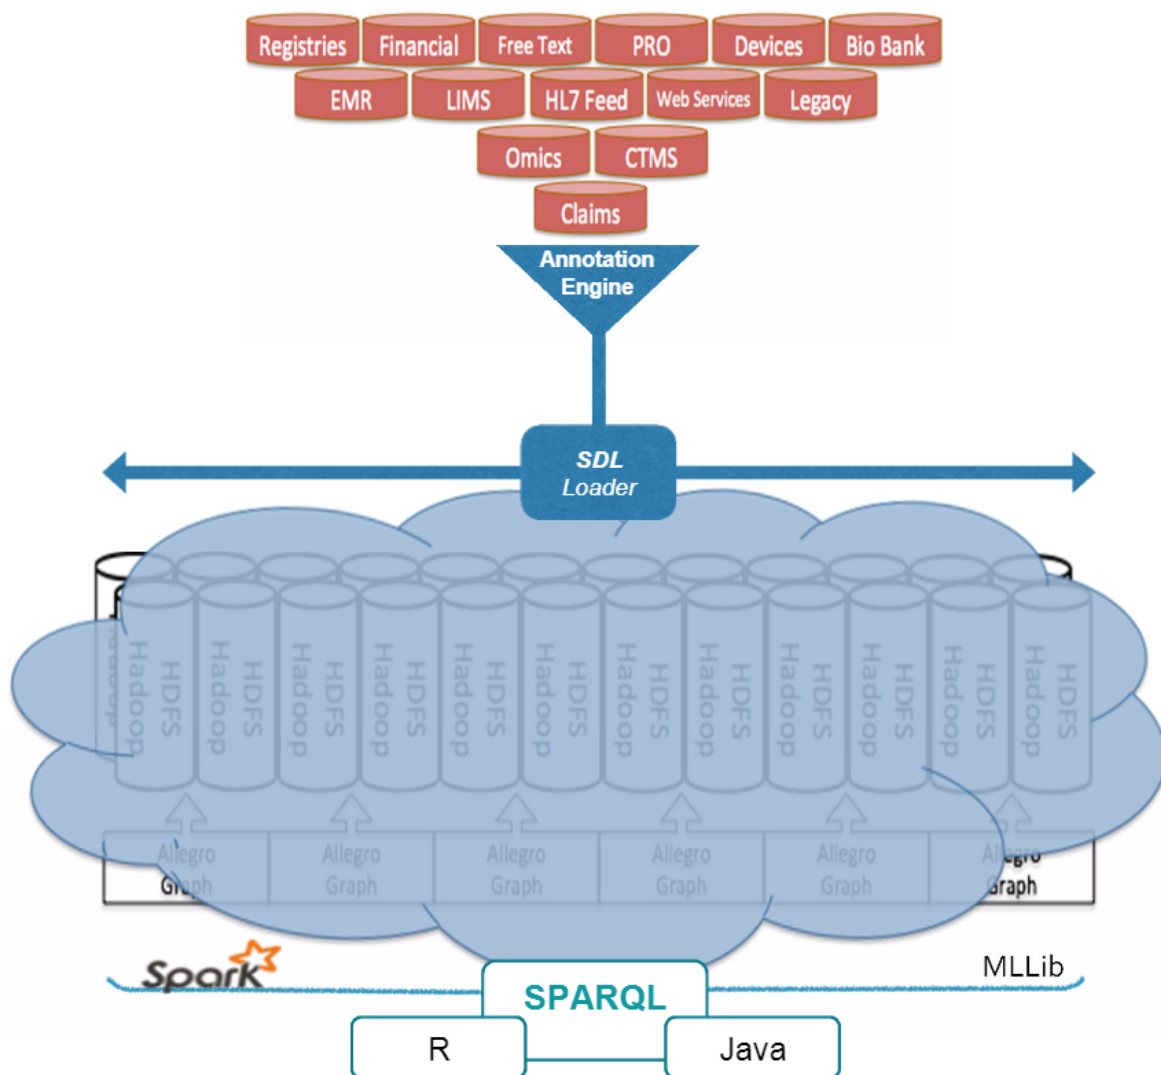 Registries Financial Free Text PRO Devices Bio Bank
EMR LIMS HL7 Feed Web Services Legacy
Omics CTMS
Claims
Annotation
Engine
SDL
Loader
HDFS HDFS HDFS HDFS HDFS HDFS HDFS HDFS HDFS HDFS HDFS HDFS
Hadoop Hadoop Hadoop Hadoop Hadoop Hadoop Hadoop Hadoop Hadoop Hadoop Hadoop Hadoop
Allegro Allegro Allegro Allegro Allegro Allegro
Graph Graph Graph Graph Graph Graph
Spark MLLib
SPARQL
R Java